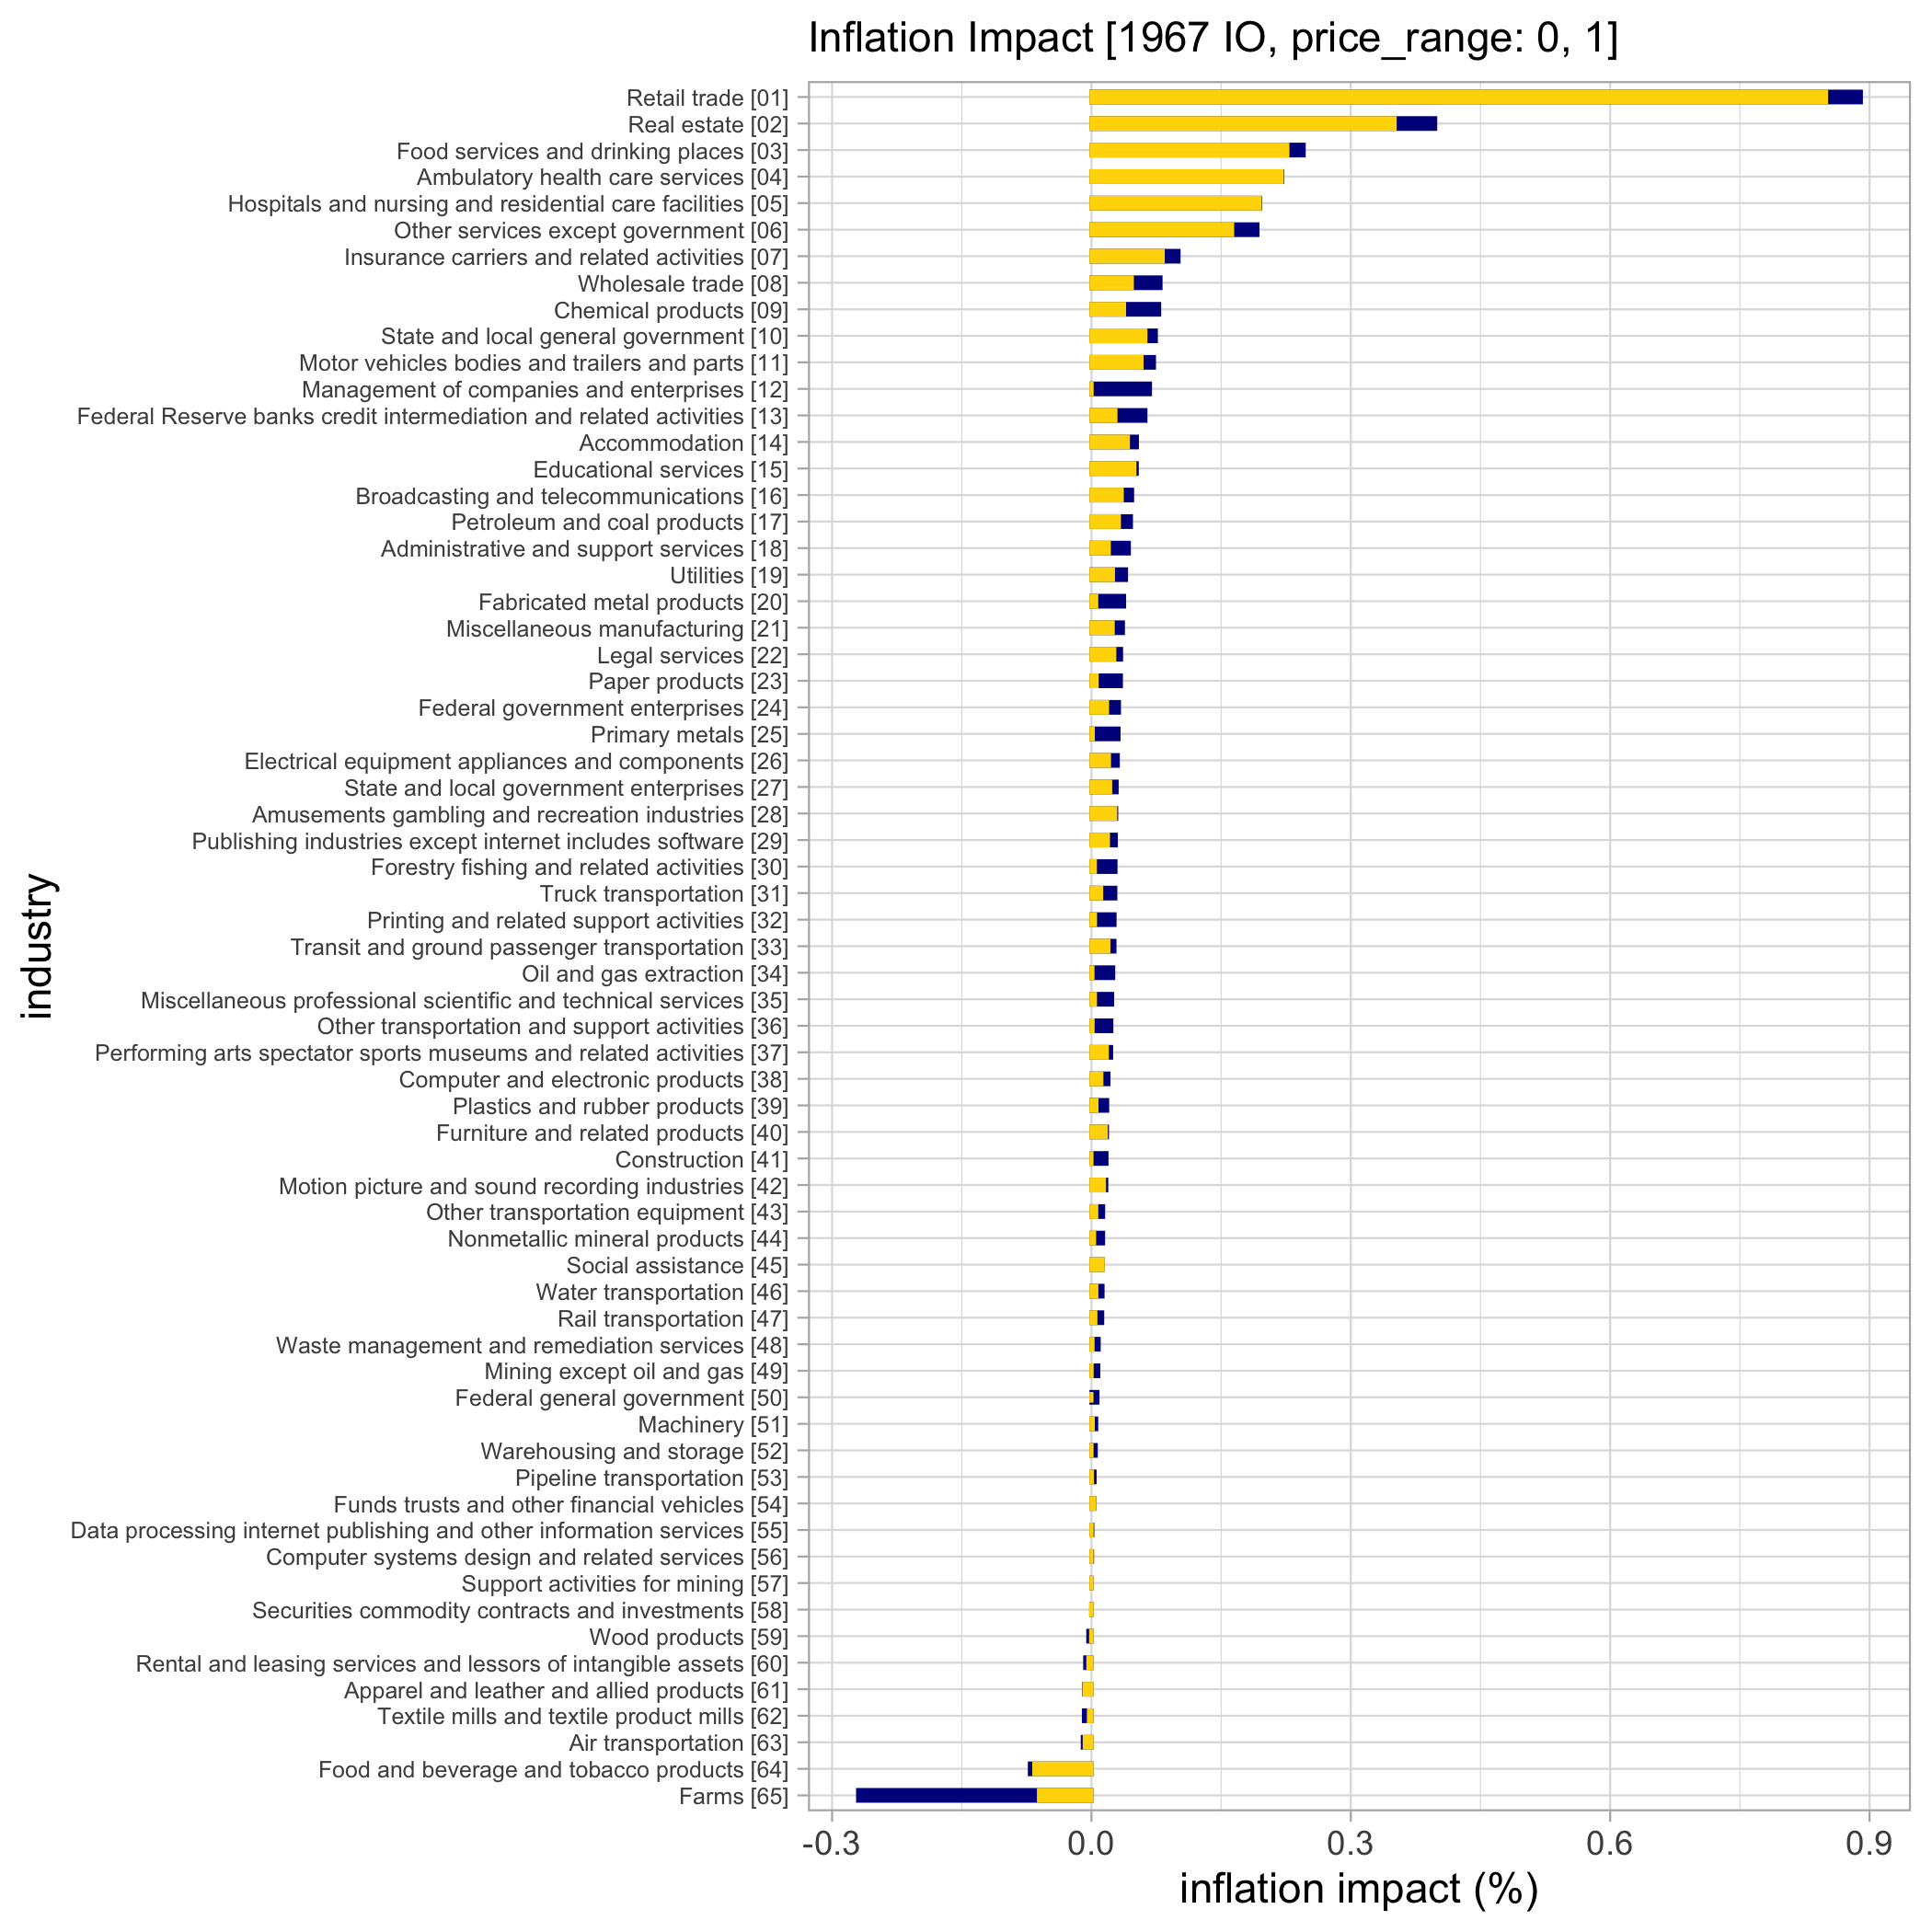 Inflation Impact [1967 IO, price_range: 0, 1]
Retail trade [01]
Real estate [02]
Food services and drinking places [03]
Ambulatory health care services [04]
Hospitals and nursing and residential care facilities [05]
Other services except government [06]
Insurance carriers and related activities [07]
Wholesale trade [08]
Chemical products [09]
State and local general government [10]
Motor vehicles bodies and trailers and parts [11]
Management of companies and enterprises [12]
Federal Reserve banks credit intermediation and related activities [13]
Accommodation [14]
Educational services [15]
Broadcasting and telecommunications [16]
Petroleum and coal products [17]
Administrative and support services [18]
Utilities [19]
Fabricated metal products [20]
Miscellaneous manufacturing [21]
Legal services [22]
Paper products [23]
Federal government enterprises [24]
Primary metals [25]
Electrical equipment appliances and components [26]
State and local government enterprises [27]
Amusements gambling and recreation industries [28]
Publishing industries except internet includes software [29]
Forestry fishing and related activities [30]
Truck transportation [31]
Printing and related support activities [32]
Transit and ground passenger transportation [33]
Oil and gas extraction [34]
Miscellaneous professional scientific and technical services [35]
Other transportation and support activities [36]
Performing arts spectator sports museums and related activities [37]
Computer and electronic products [38]
Plastics and rubber products [39]
Furniture and related products [40]
Construction [41]
Motion picture and sound recording industries [42]
Other transportation equipment [43]
Nonmetallic mineral products [44]
Social assistance [45]
Water transportation [46]
Rail transportation [47]
Waste management and remediation services [48]
Mining except oil and gas [49]
Federal general government [50]
Machinery [51]
Warehousing and storage [52]
Pipeline transportation [53]
Funds trusts and other financial vehicles [54]
Data processing internet publishing and other information services [55]
Computer systems design and related services [56]
Support activities for mining [57]
Securities commodity contracts and investments [58]
Wood products [59]
Rental and leasing services and lessors of intangible assets [60]
Apparel and leather and allied products [61]
Textile mills and textile product mills [62]
Air transportation [63]
Food and beverage and tobacco products [64]
Farms [65]
industry
-0.3 0.0 0.3 0.6 0.9
inflation impact (%)